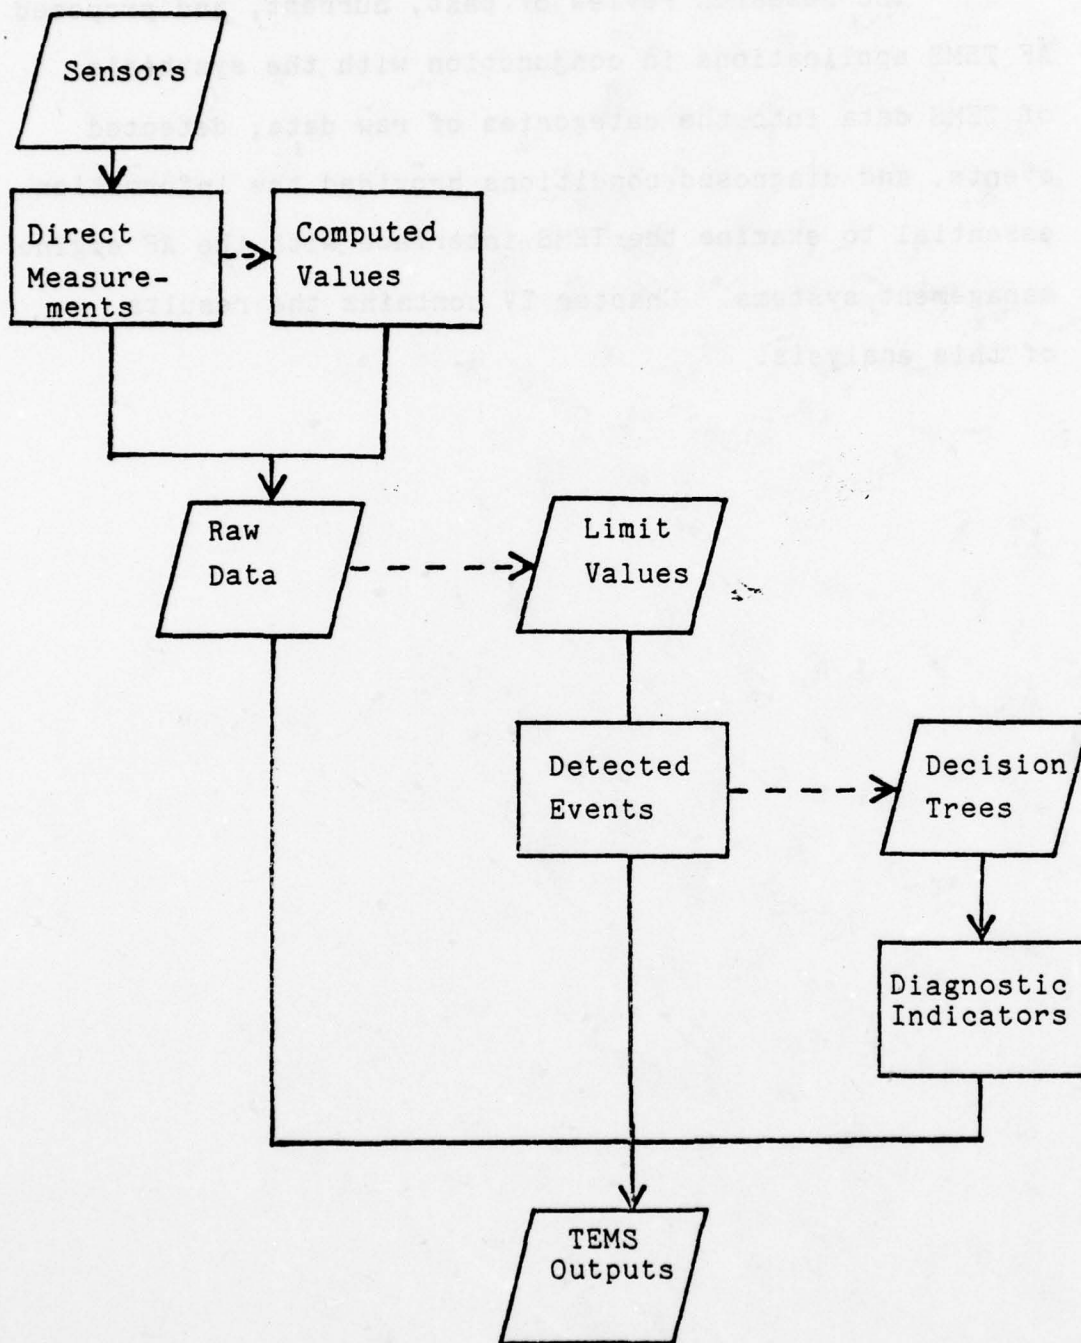 Sensors
Direct
Measure-
ments
Computed
Values
Raw
Data
Limit
Values
Detected
Events
Decision
Trees
Diagnostic
Indicators
TEMS
Outputs